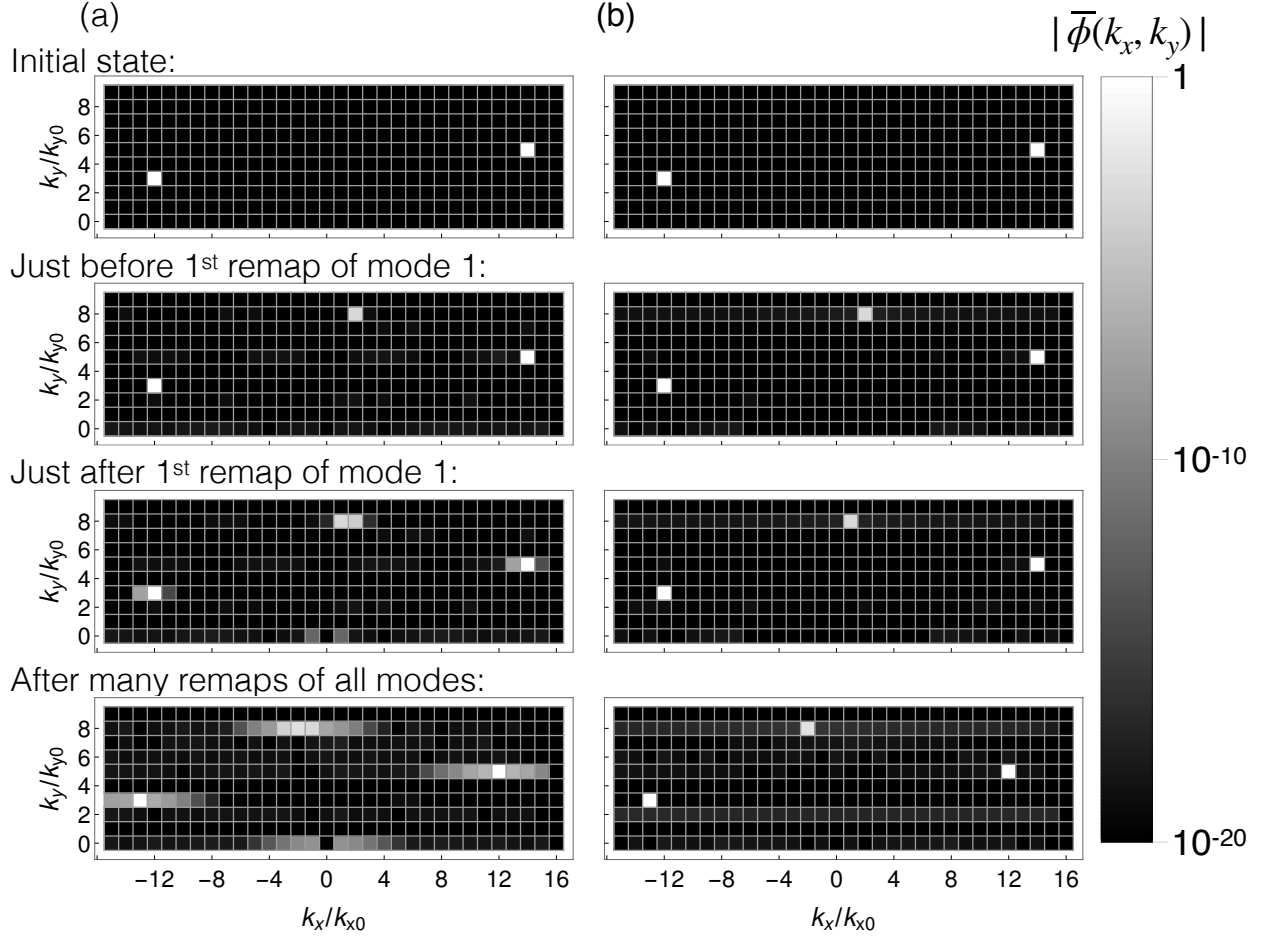 (a)
(b)
|ϕ̅(kx, ky)|
Initial state:
1
ky/ky0
8
6
4
2
0
Just before 1st remap of mode 1:
ky/ky0
8
6
4
2
0
10-10
Just after 1st remap of mode 1:
ky/ky0
8
6
4
2
0
After many remaps of all modes:
ky/ky0
8
6
4
2
0
10-20
−12 −8 −4 0 4 8 12 16
−12 −8 −4 0 4 8 12 16
kx/kx0
kx/kx0